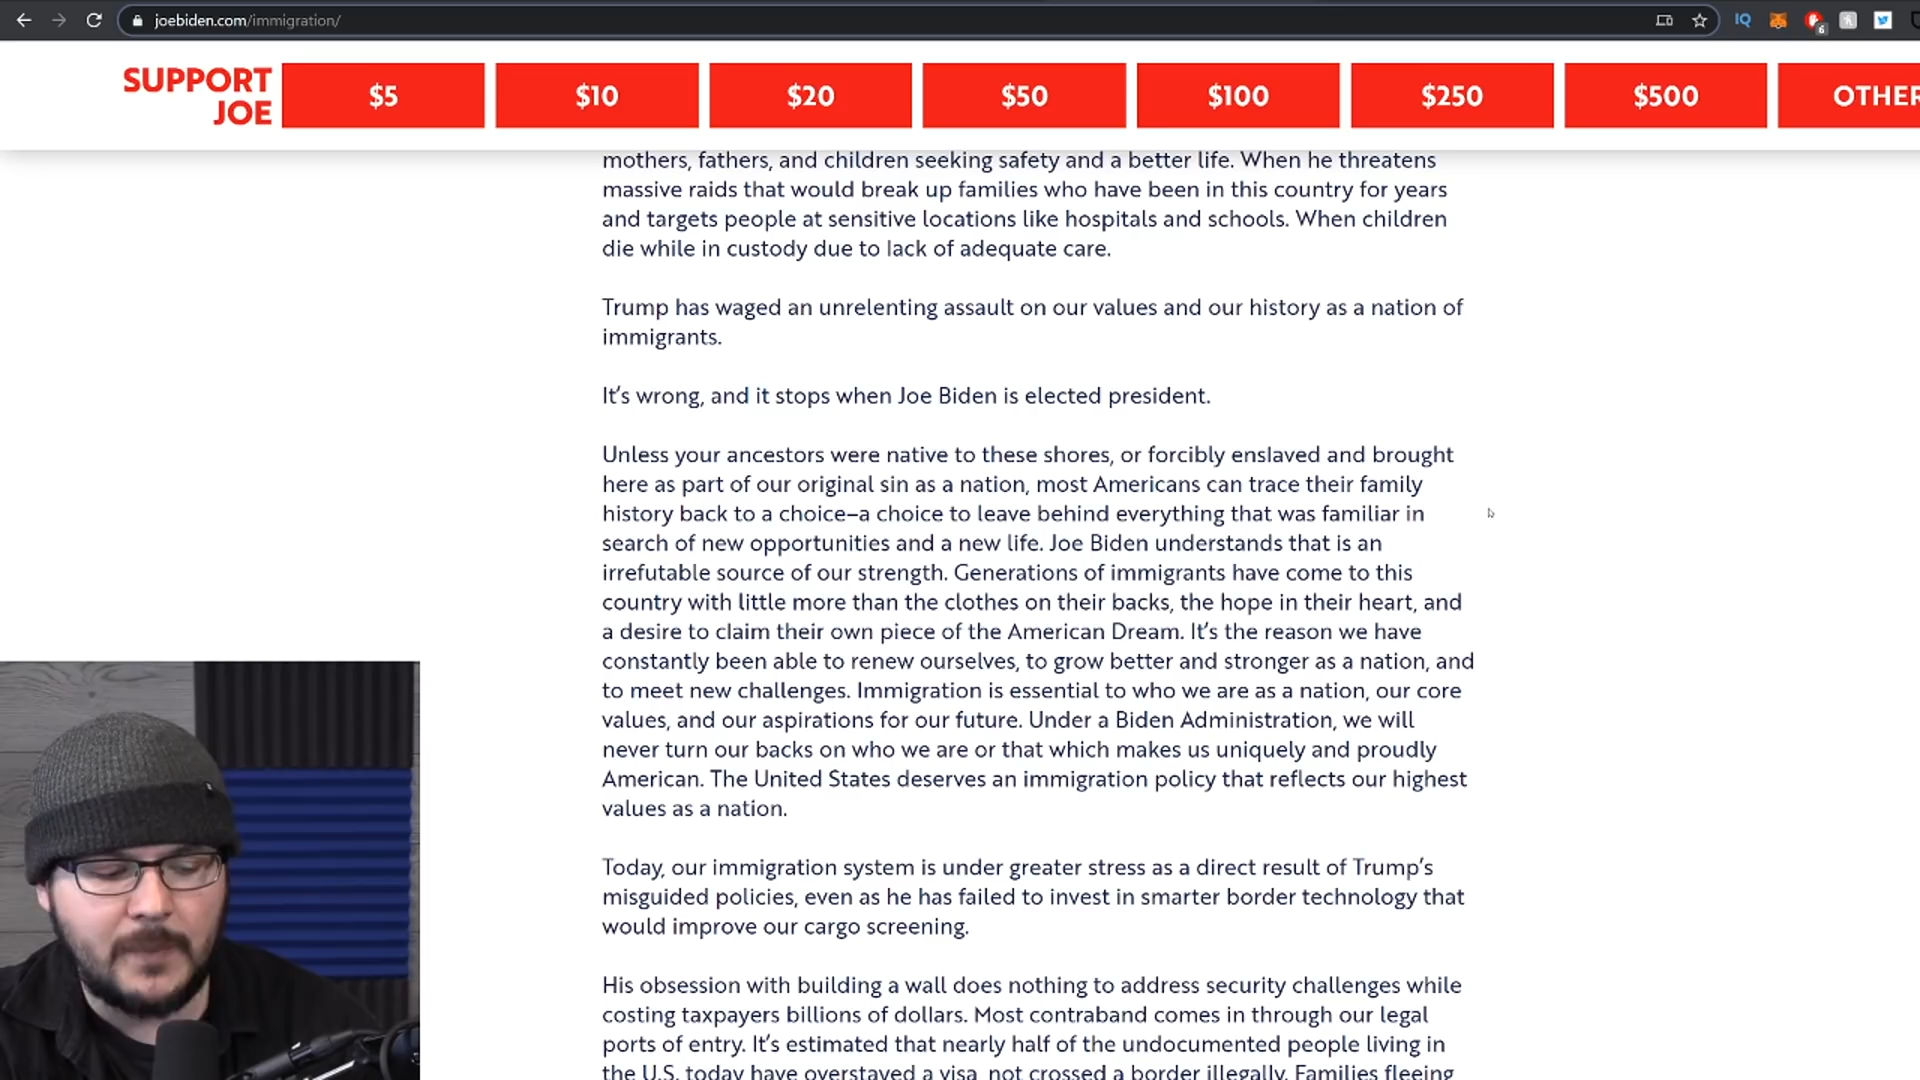 joebiden.com/immigration/
IQ
6
SUPPORT
JOE
$5
$10
$20
$50
$100
$250
$500
OTHER
mothers, fathers, and children seeking safety and a better life. When he threatens
massive raids that would break up families who have been in this country for years
and targets people at sensitive locations like hospitals and schools. When children
die while in custody due to lack of adequate care.
Trump has waged an unrelenting assault on our values and our history as a nation of
immigrants.
It's wrong, and it stops when Joe Biden is elected president.
Unless your ancestors were native to these shores, or forcibly enslaved and brought
here as part of our original sin as a nation, most Americans can trace their family
history back to a choice–a choice to leave behind everything that was familiar in
search of new opportunities and a new life. Joe Biden understands that is an
irrefutable source of our strength. Generations of immigrants have come to this
country with little more than the clothes on their backs, the hope in their heart, and
a desire to claim their own piece of the American Dream. It's the reason we have
constantly been able to renew ourselves, to grow better and stronger as a nation, and
to meet new challenges. Immigration is essential to who we are as a nation, our core
values, and our aspirations for our future. Under a Biden Administration, we will
never turn our backs on who we are or that which makes us uniquely and proudly
American. The United States deserves an immigration policy that reflects our highest
values as a nation.
Today, our immigration system is under greater stress as a direct result of Trump's
misguided policies, even as he has failed to invest in smarter border technology that
would improve our cargo screening.
His obsession with building a wall does nothing to address security challenges while
costing taxpayers billions of dollars. Most contraband comes in through our legal
ports of entry. It's estimated that nearly half of the undocumented people living in
the U.S. today have overstayed a visa, not crossed a border illegally. Families fleeing